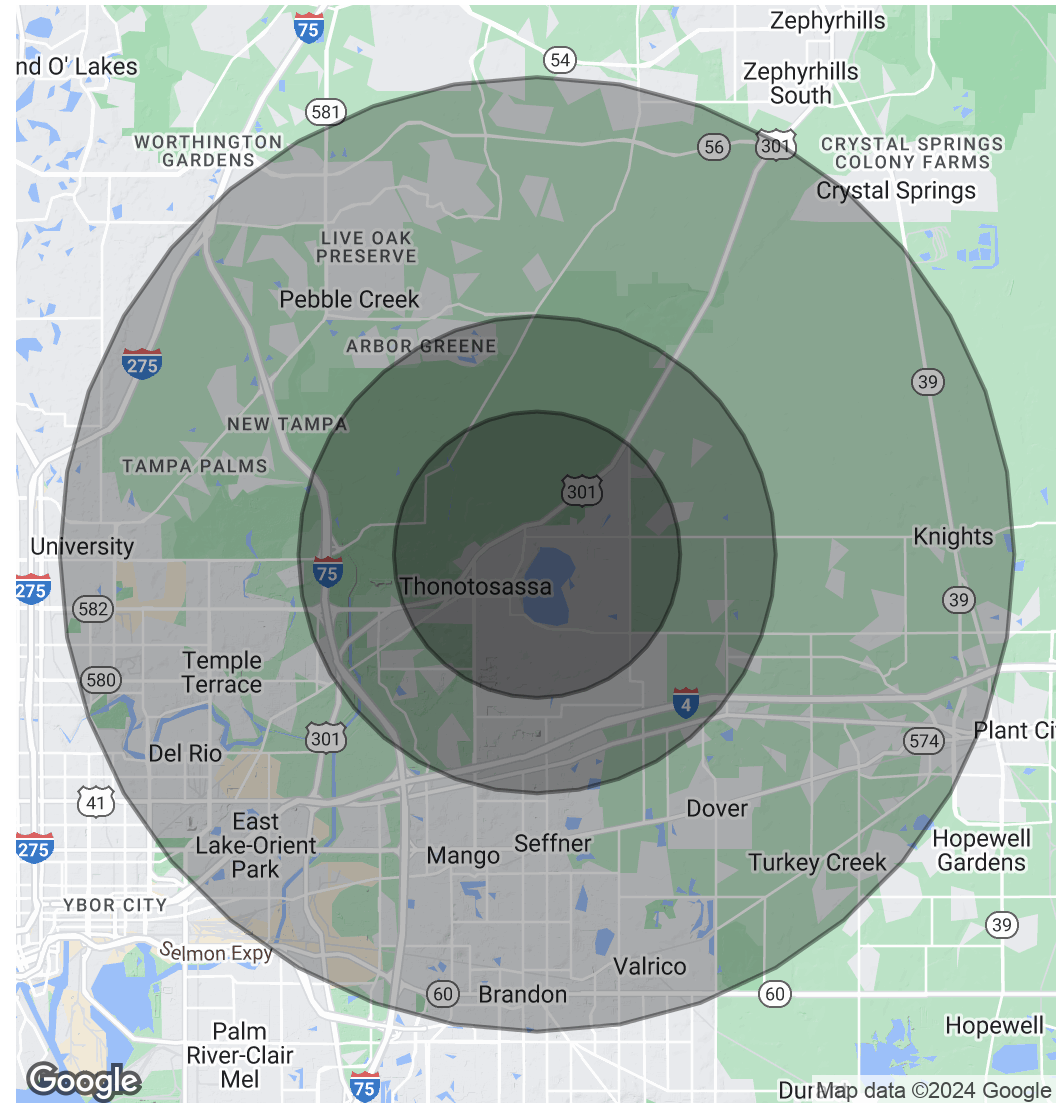 Zephyrhills
75
54
nd O' Lakes
Zephyrhills
South
581
WORTHINGTON
GARDENS
56
301
CRYSTAL SPRINGS
COLONY FARMS
Crystal Springs
LIVE OAK
PRESERVE
Pebble Creek
ARBOR GREENE
275
39
NEW TAMPA
TAMPA PALMS
301
University
Knights
75
275
Thonotosassa
582
39
Temple
Terrace
580
4
301
574
Plant Cit
Del Rio
41
Dover
East
Lake-Orient
Park
275
Mango
Seffner
Turkey Creek
Hopewell
Gardens
YBOR CITY
39
Selmon Expy
Valrico
60
Brandon
60
Palm
River-Clair
Mel
Hopewell
75
Google
Map data ©2024 Google